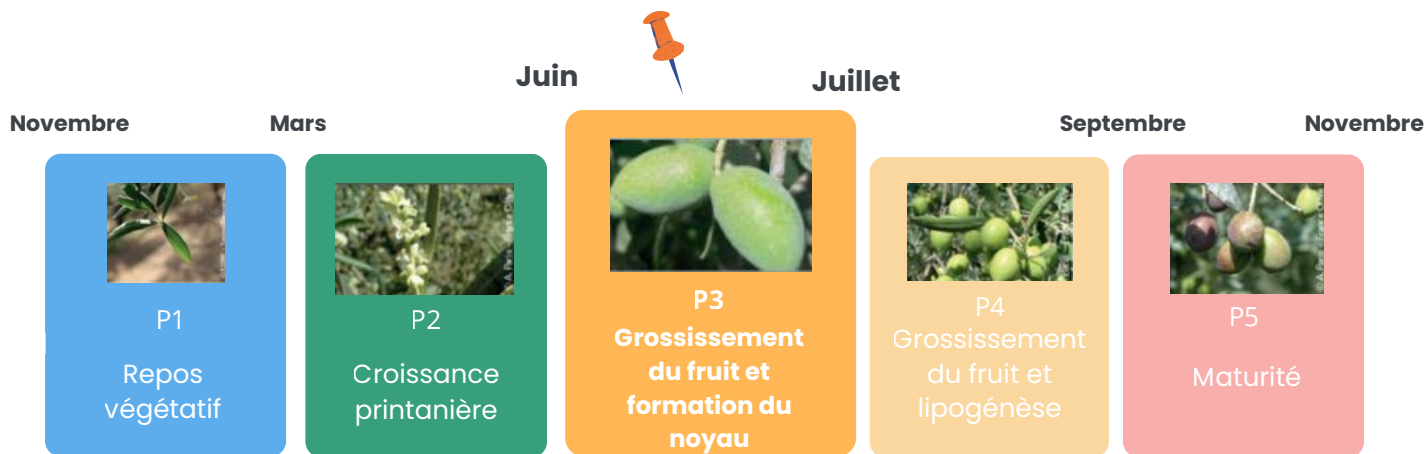 Juin
Juillet
Novembre
Mars
Septembre
Novembre
P1
Repos
végétatif
P2
Croissance
printanière
P3
Grossissement
du fruit et
formation du
noyau
P4
Grossissement
du fruit et
lipogénèse
P5
Maturité